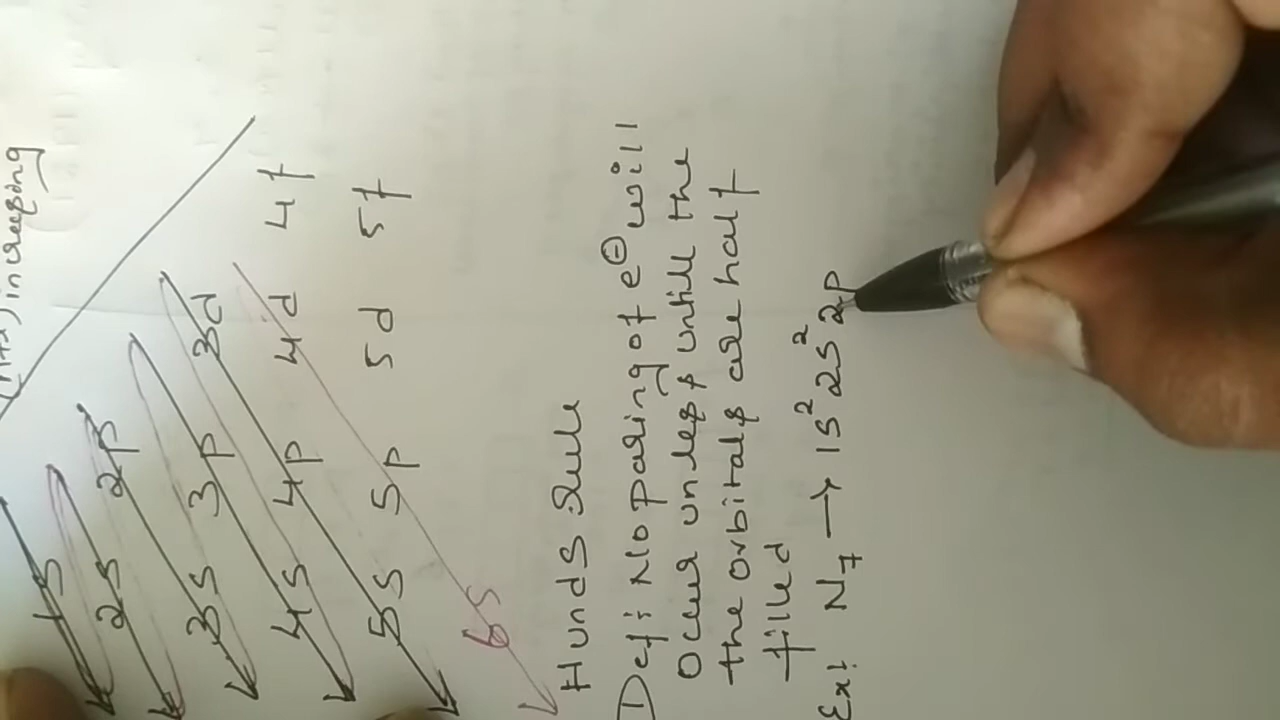 (n+l) increasing
1s
2s 2p
3s 3p 3d
4s 4p 4d 4f
5s 5p 5d 5f
6s
Hunds rule
Def: No paring of e⊖ will
occur unless untill the
the orbitals are half
filled
Ex: N7 → 1s² 2s² 2p